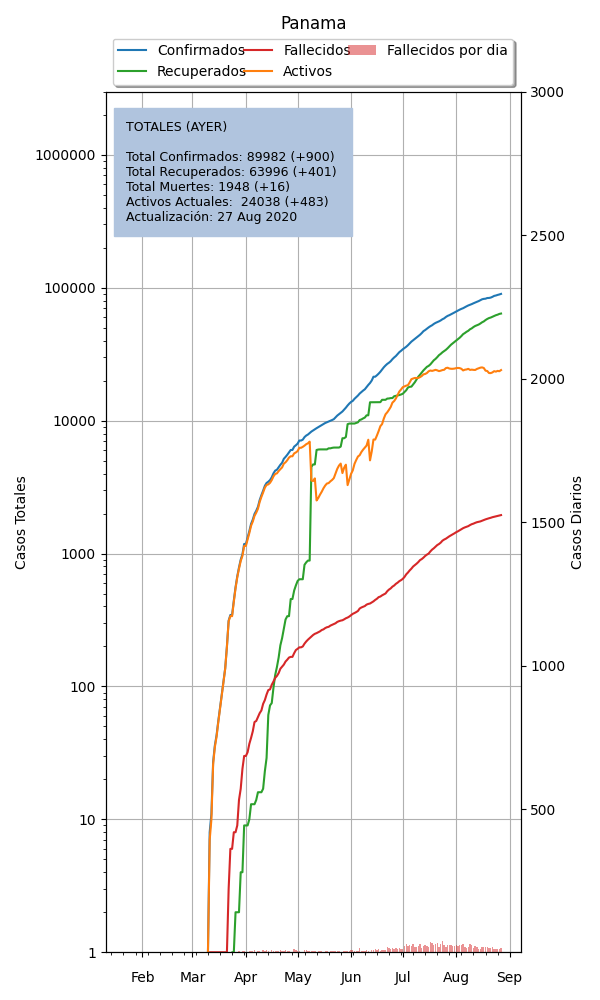 Panama
Confirmados
Fallecidos
Fallecidos por dia
Recuperados
Activos
TOTALES (AYER)
Total Confirmados: 89982 (+900)
Total Recuperados: 63996 (+401)
Total Muertes: 1948 (+16)
Activos Actuales:  24038 (+483)
Actualización: 27 Aug 2020
Casos Totales
1000000
100000
10000
1000
100
10
1
Casos Diarios
3000
2500
2000
1500
1000
500
Feb Mar Apr May Jun Jul Aug Sep